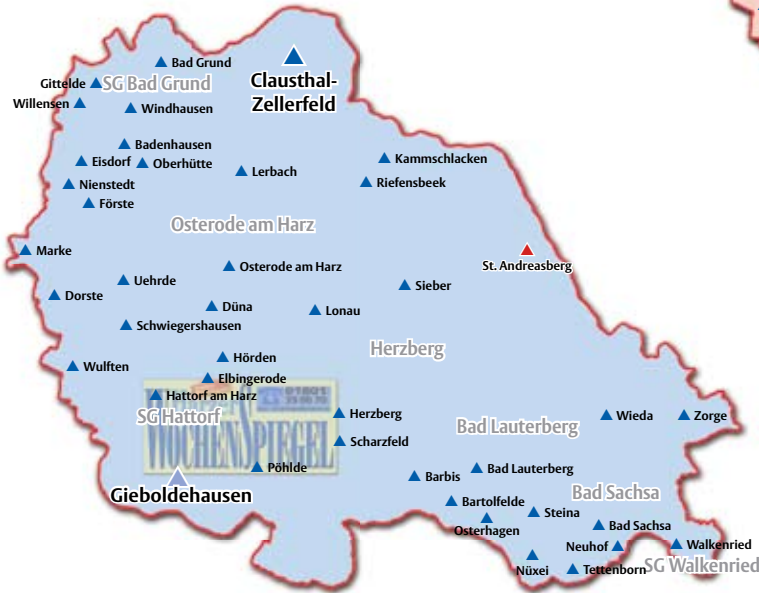 Bad Grund
Clausthal-
Zellerfeld
Gittelde
SG Bad Grund
Willensen
Windhausen
Badenhausen
Eisdorf
Oberhütte
Lerbach
Kammschlacken
Nienstedt
Riefensbeek
Förste
Osterode am Harz
Marke
St. Andreasberg
Osterode am Harz
Uehrde
Sieber
Dorste
Düna
Lonau
Schwiegershausen
Herzberg
Hörden
Wulften
Elbingerode
Hattorf am Harz
SG Hattorf
Herzberg
Wieda
Zorge
Bad Lauterberg
WOCHENSPIEGEL
Scharzfeld
Pöhlde
Bad Lauterberg
Barbis
Gieboldehausen
Bad Sachsa
Bartolfelde
Steina
Osterhagen
Bad Sachsa
Neuhof
Walkenried
SG Walkenried
Nüxei
Tettenborn